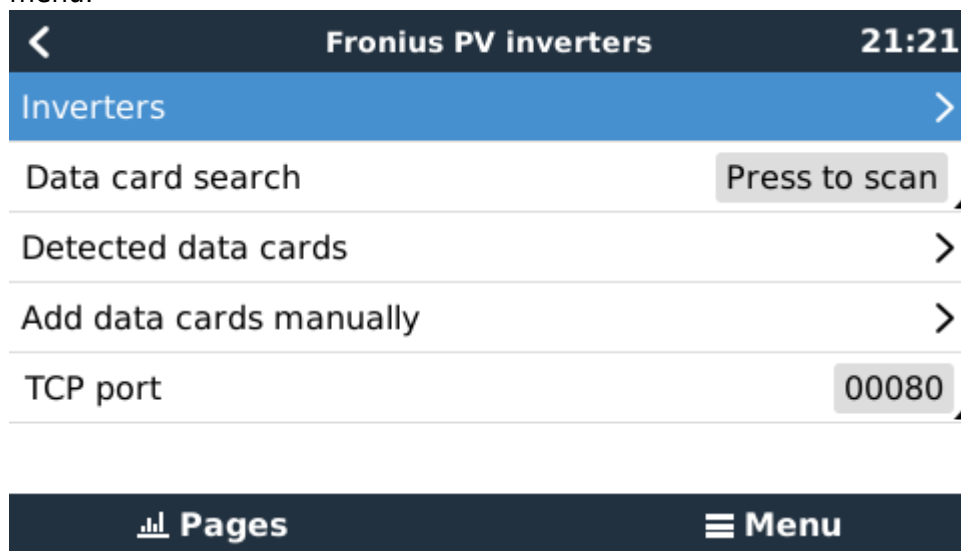 Fronius PV inverters 21:21
Inverters
Data card search Press to scan
Detected data cards
Add data cards manually
TCP port 00080
Pages Menu